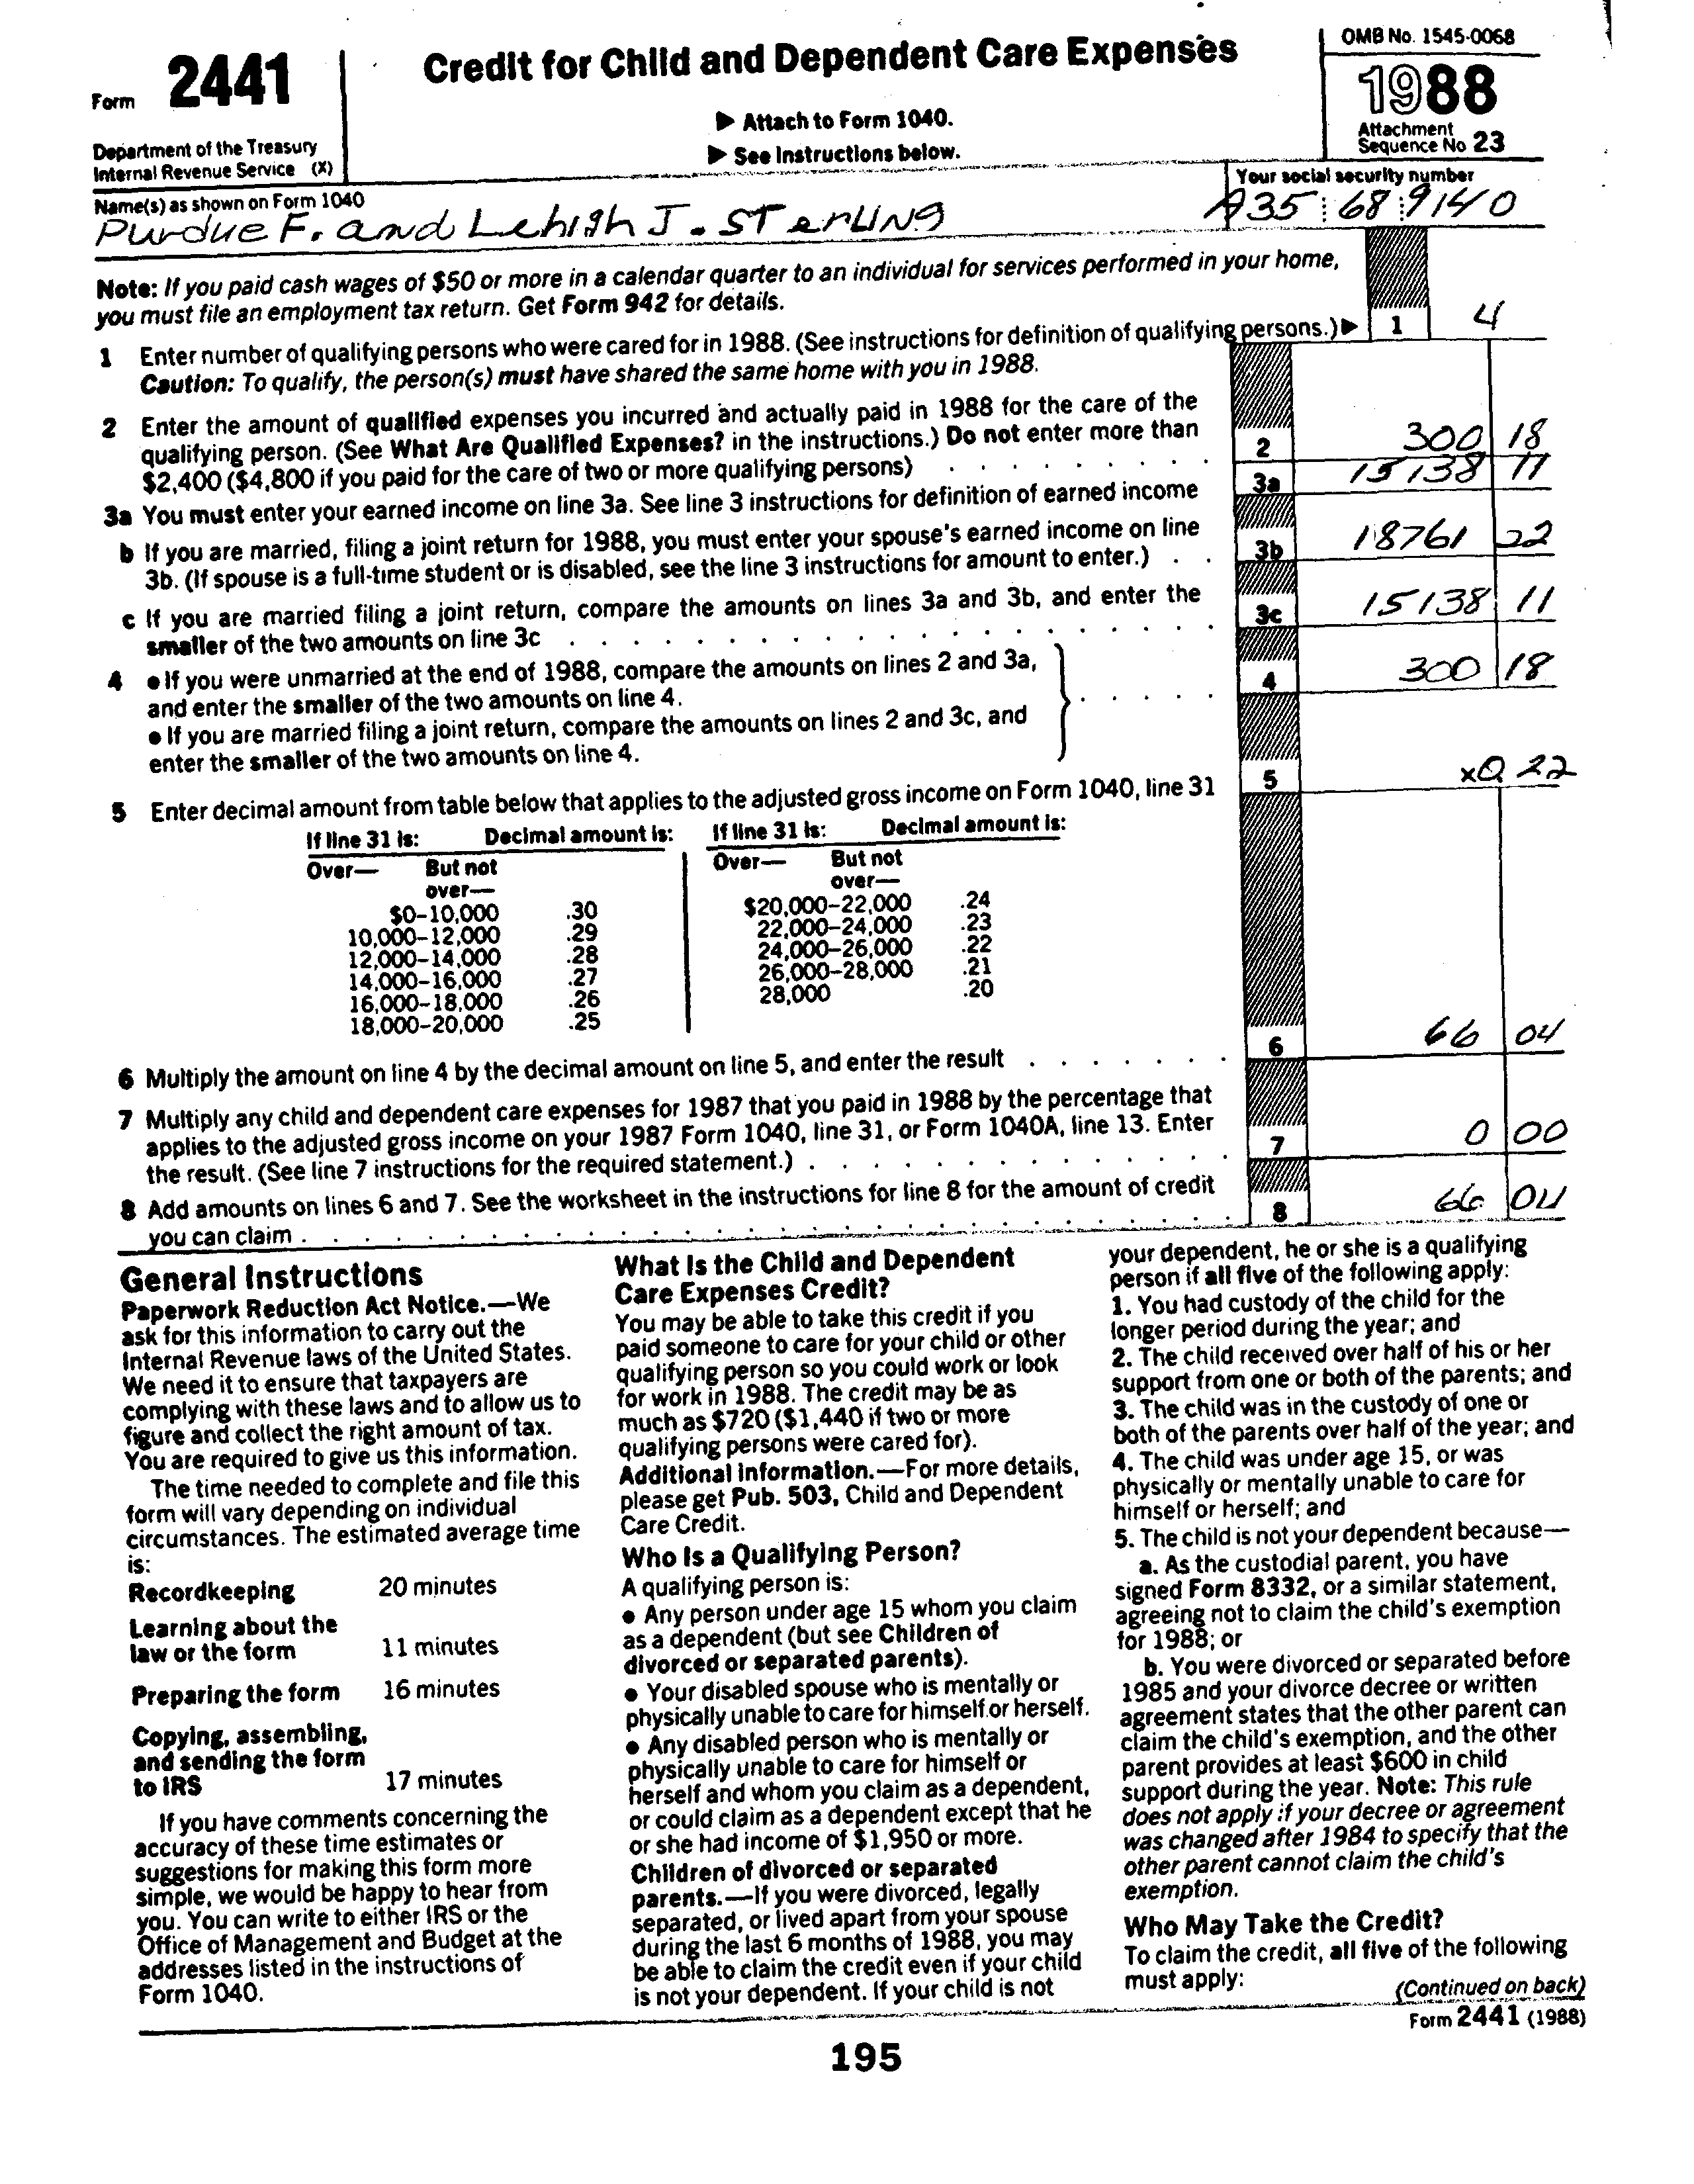 Form 2441
Department of the Treasury
Internal Revenue Service (X)
Credit for Child and Dependent Care Expenses
▶ Attach to Form 1040.
▶ See Instructions below.
OMB No. 1545-0068
1988
Attachment
Sequence No 23
Name(s) as shown on Form 1040
Purdue F. and Lehigh J. Sterling
Your social security number
A35 68 9140
Note: If you paid cash wages of $50 or more in a calendar quarter to an individual for services performed in your home,
you must file an employment tax return. Get Form 942 for details.
1 Enter number of qualifying persons who were cared for in 1988. (See instructions for definition of qualifying persons.) ▶ 1 4
Caution: To qualify, the person(s) must have shared the same home with you in 1988.
2 Enter the amount of qualified expenses you incurred and actually paid in 1988 for the care of the
qualifying person. (See What Are Qualified Expenses? in the instructions.) Do not enter more than
$2,400 ($4,800 if you paid for the care of two or more qualifying persons) . . . . . . . . . 2 300 18
3a You must enter your earned income on line 3a. See line 3 instructions for definition of earned income 3a 15138 11
b If you are married, filing a joint return for 1988, you must enter your spouse's earned income on line
3b. (If spouse is a full-time student or is disabled, see the line 3 instructions for amount to enter.) . . 3b 18761 22
c If you are married filing a joint return, compare the amounts on lines 3a and 3b, and enter the
smaller of the two amounts on line 3c . . . . . . . . . . . . . . . . . . . . 3c 15138 11
4 ● If you were unmarried at the end of 1988, compare the amounts on lines 2 and 3a,
and enter the smaller of the two amounts on line 4.
● If you are married filing a joint return, compare the amounts on lines 2 and 3c, and
enter the smaller of the two amounts on line 4.
. . . . . 4 300 18
5 Enter decimal amount from table below that applies to the adjusted gross income on Form 1040, line 31 5 x0 22
If line 31 is: Decimal amount is: If line 31 is: Decimal amount is:
Over— But not over— Over— But not over—
$0–10,000 .30 $20,000–22,000 .24
10,000–12,000 .29 22,000–24,000 .23
12,000–14,000 .28 24,000–26,000 .22
14,000–16,000 .27 26,000–28,000 .21
16,000–18,000 .26 28,000 .20
18,000–20,000 .25
6 Multiply the amount on line 4 by the decimal amount on line 5, and enter the result . . . . . . . 6 66 04
7 Multiply any child and dependent care expenses for 1987 that you paid in 1988 by the percentage that
applies to the adjusted gross income on your 1987 Form 1040, line 31, or Form 1040A, line 13. Enter
the result. (See line 7 instructions for the required statement.) . . . . . . . . . . . . . . 7 0 00
8 Add amounts on lines 6 and 7. See the worksheet in the instructions for line 8 for the amount of credit
you can claim . . . . . . . . . . . . . . . . . . . . . . . . . . . . . 8 66 04
General Instructions
Paperwork Reduction Act Notice.—We
ask for this information to carry out the
Internal Revenue laws of the United States.
We need it to ensure that taxpayers are
complying with these laws and to allow us to
figure and collect the right amount of tax.
You are required to give us this information.
The time needed to complete and file this
form will vary depending on individual
circumstances. The estimated average time
is:
Recordkeeping 20 minutes
Learning about the
law or the form 11 minutes
Preparing the form 16 minutes
Copying, assembling,
and sending the form
to IRS 17 minutes
If you have comments concerning the
accuracy of these time estimates or
suggestions for making this form more
simple, we would be happy to hear from
you. You can write to either IRS or the
Office of Management and Budget at the
addresses listed in the instructions of
Form 1040.
What Is the Child and Dependent
Care Expenses Credit?
You may be able to take this credit if you
paid someone to care for your child or other
qualifying person so you could work or look
for work in 1988. The credit may be as
much as $720 ($1,440 if two or more
qualifying persons were cared for).
Additional Information.—For more details,
please get Pub. 503, Child and Dependent
Care Credit.
Who Is a Qualifying Person?
A qualifying person is:
● Any person under age 15 whom you claim
as a dependent (but see Children of
divorced or separated parents).
● Your disabled spouse who is mentally or
physically unable to care for himself or herself.
● Any disabled person who is mentally or
physically unable to care for himself or
herself and whom you claim as a dependent,
or could claim as a dependent except that he
or she had income of $1,950 or more.
Children of divorced or separated
parents.—If you were divorced, legally
separated, or lived apart from your spouse
during the last 6 months of 1988, you may
be able to claim the credit even if your child
is not your dependent. If your child is not
your dependent, he or she is a qualifying
person if all five of the following apply:
1. You had custody of the child for the
longer period during the year; and
2. The child received over half of his or her
support from one or both of the parents; and
3. The child was in the custody of one or
both of the parents over half of the year; and
4. The child was under age 15, or was
physically or mentally unable to care for
himself or herself; and
5. The child is not your dependent because—
a. As the custodial parent, you have
signed Form 8332, or a similar statement,
agreeing not to claim the child's exemption
for 1988; or
b. You were divorced or separated before
1985 and your divorce decree or written
agreement states that the other parent can
claim the child's exemption, and the other
parent provides at least $600 in child
support during the year. Note: This rule
does not apply if your decree or agreement
was changed after 1984 to specify that the
other parent cannot claim the child's
exemption.
Who May Take the Credit?
To claim the credit, all five of the following
must apply:
(Continued on back)
Form 2441 (1988)
195